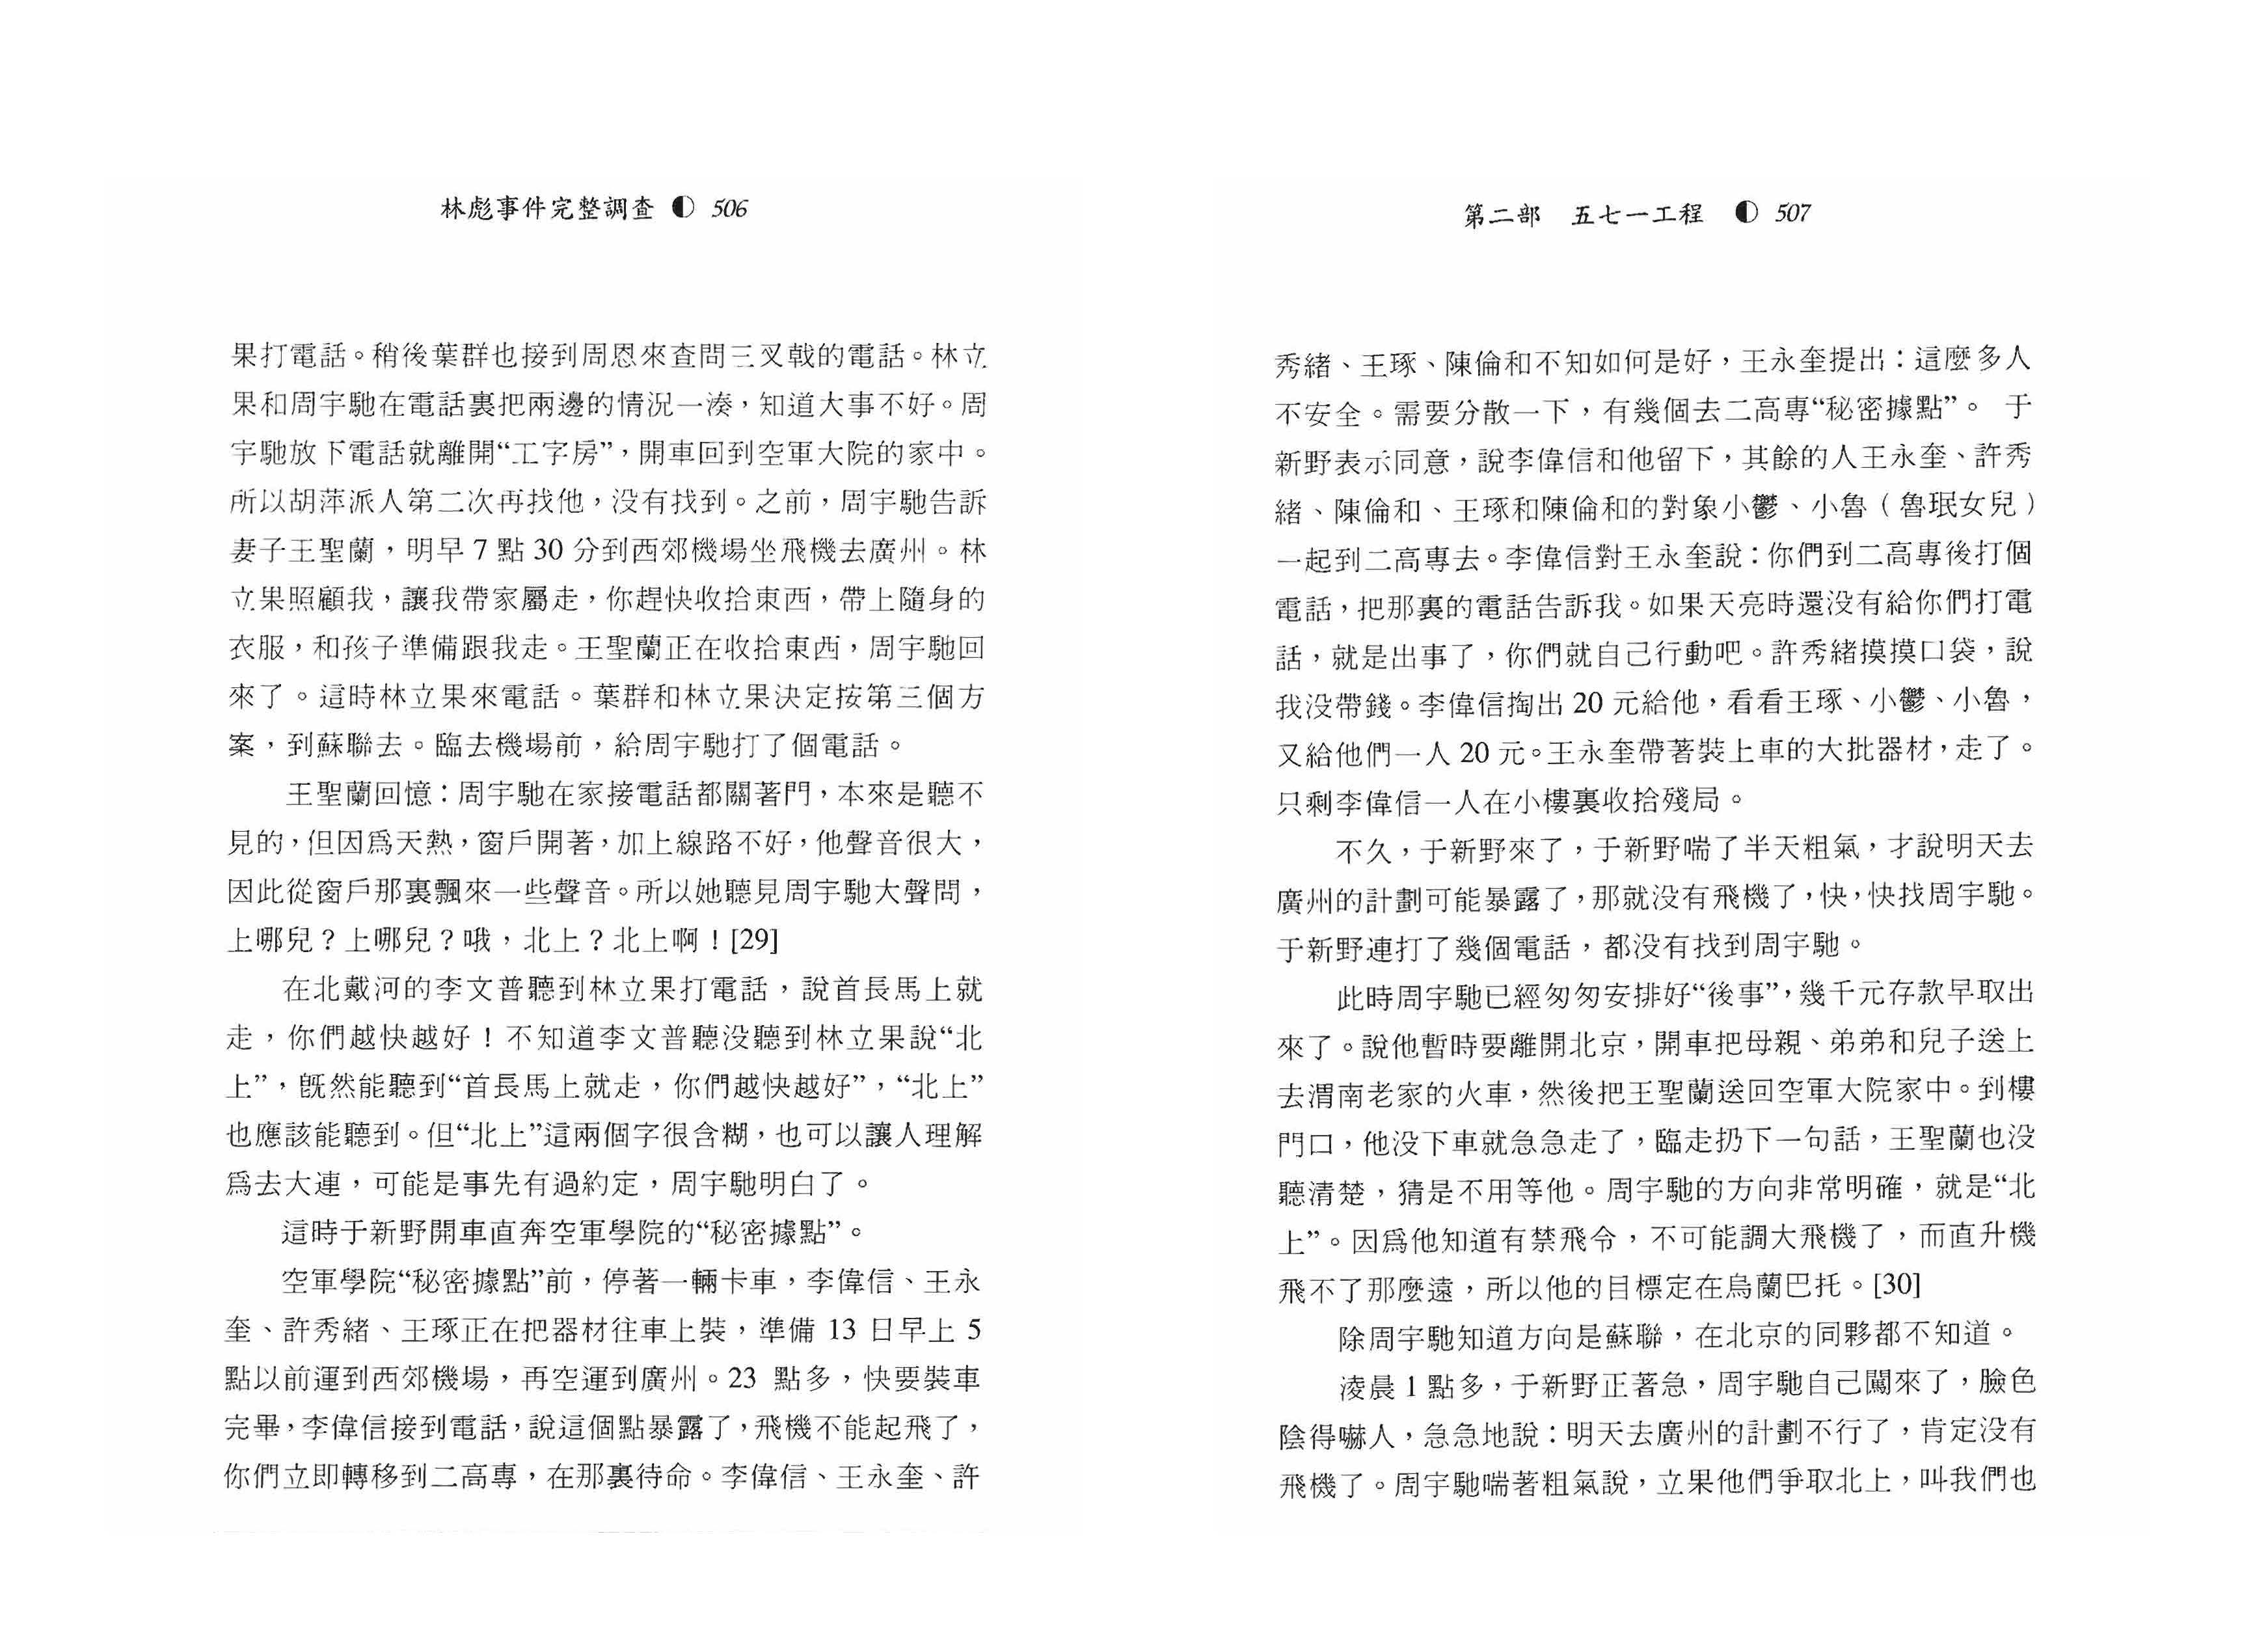 林彪事件完整調查 ◐ 506
果打電話。稍後葉群也接到周恩來查問三叉戟的電話。林立
果和周宇馳在電話裏把兩邊的情況一湊，知道大事不好。周
宇馳放下電話就離開“工字房”，開車回到空軍大院的家中。
所以胡萍派人第二次再找他，没有找到。之前，周宇馳告訴
妻子王聖蘭，明早 7 點 30 分到西郊機場坐飛機去廣州。林
立果照顧我，讓我帶家屬走，你趕快收拾東西，帶上隨身的
衣服，和孩子準備跟我走。王聖蘭正在收拾東西，周宇馳回
來了。這時林立果來電話。葉群和林立果決定按第三個方
案，到蘇聯去。臨去機場前，給周宇馳打了個電話。
王聖蘭回憶：周宇馳在家接電話都關著門，本來是聽不
見的，但因爲天熱，窗戶開著，加上線路不好，他聲音很大，
因此從窗戶那裏飄來一些聲音。所以她聽見周宇馳大聲問，
上哪兒？上哪兒？哦，北上？北上啊！[29]
在北戴河的李文普聽到林立果打電話，說首長馬上就
走，你們越快越好！不知道李文普聽没聽到林立果說“北
上”，既然能聽到“首長馬上就走，你們越快越好”，“北上”
也應該能聽到。但“北上”這兩個字很含糊，也可以讓人理解
爲去大連，可能是事先有過約定，周宇馳明白了。
這時于新野開車直奔空軍學院的“秘密據點”。
空軍學院“秘密據點”前，停著一輛卡車，李偉信、王永
奎、許秀緒、王琢正在把器材往車上裝，準備 13 日早上 5
點以前運到西郊機場，再空運到廣州。23 點多，快要裝車
完畢，李偉信接到電話，說這個點暴露了，飛機不能起飛了，
你們立即轉移到二高專，在那裏待命。李偉信、王永奎、許
第二部 五七一工程 ◐ 507
秀緒、王琢、陳倫和不知如何是好，王永奎提出：這麼多人
不安全。需要分散一下，有幾個去二高專“秘密據點”。 于
新野表示同意，說李偉信和他留下，其餘的人王永奎、許秀
緒、陳倫和、王琢和陳倫和的對象小鬱、小魯（魯珉女兒）
一起到二高專去。李偉信對王永奎說：你們到二高專後打個
電話，把那裏的電話告訴我。如果天亮時還没有給你們打電
話，就是出事了，你們就自己行動吧。許秀緒摸摸口袋，說
我没帶錢。李偉信掏出 20 元給他，看看王琢、小鬱、小魯，
又給他們一人 20 元。王永奎帶著裝上車的大批器材，走了。
只剩李偉信一人在小樓裏收拾殘局。
不久，于新野來了，于新野喘了半天粗氣，才說明天去
廣州的計劃可能暴露了，那就没有飛機了，快，快找周宇馳。
于新野連打了幾個電話，都没有找到周宇馳。
此時周宇馳已經匆匆安排好“後事”，幾千元存款早取出
來了。說他暫時要離開北京，開車把母親、弟弟和兒子送上
去渭南老家的火車，然後把王聖蘭送回空軍大院家中。到樓
門口，他没下車就急急走了，臨走扔下一句話，王聖蘭也没
聽清楚，猜是不用等他。周宇馳的方向非常明確，就是“北
上”。因爲他知道有禁飛令，不可能調大飛機了，而直升機
飛不了那麼遠，所以他的目標定在烏蘭巴托。[30]
除周宇馳知道方向是蘇聯，在北京的同夥都不知道。
淩晨 1 點多，于新野正著急，周宇馳自己闖來了，臉色
陰得嚇人，急急地說：明天去廣州的計劃不行了，肯定没有
飛機了。周宇馳喘著粗氣說，立果他們爭取北上，叫我們也